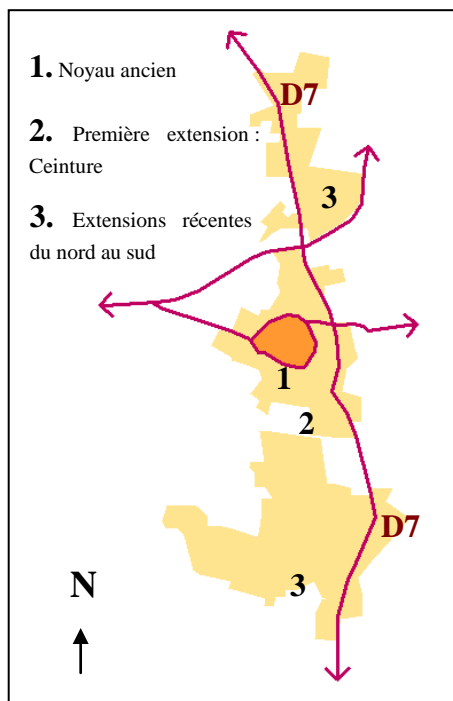 1. Noyau ancien
2. Première extension :
Ceinture
3. Extensions récentes
du nord au sud
D7
3
1
2
D7
3
N